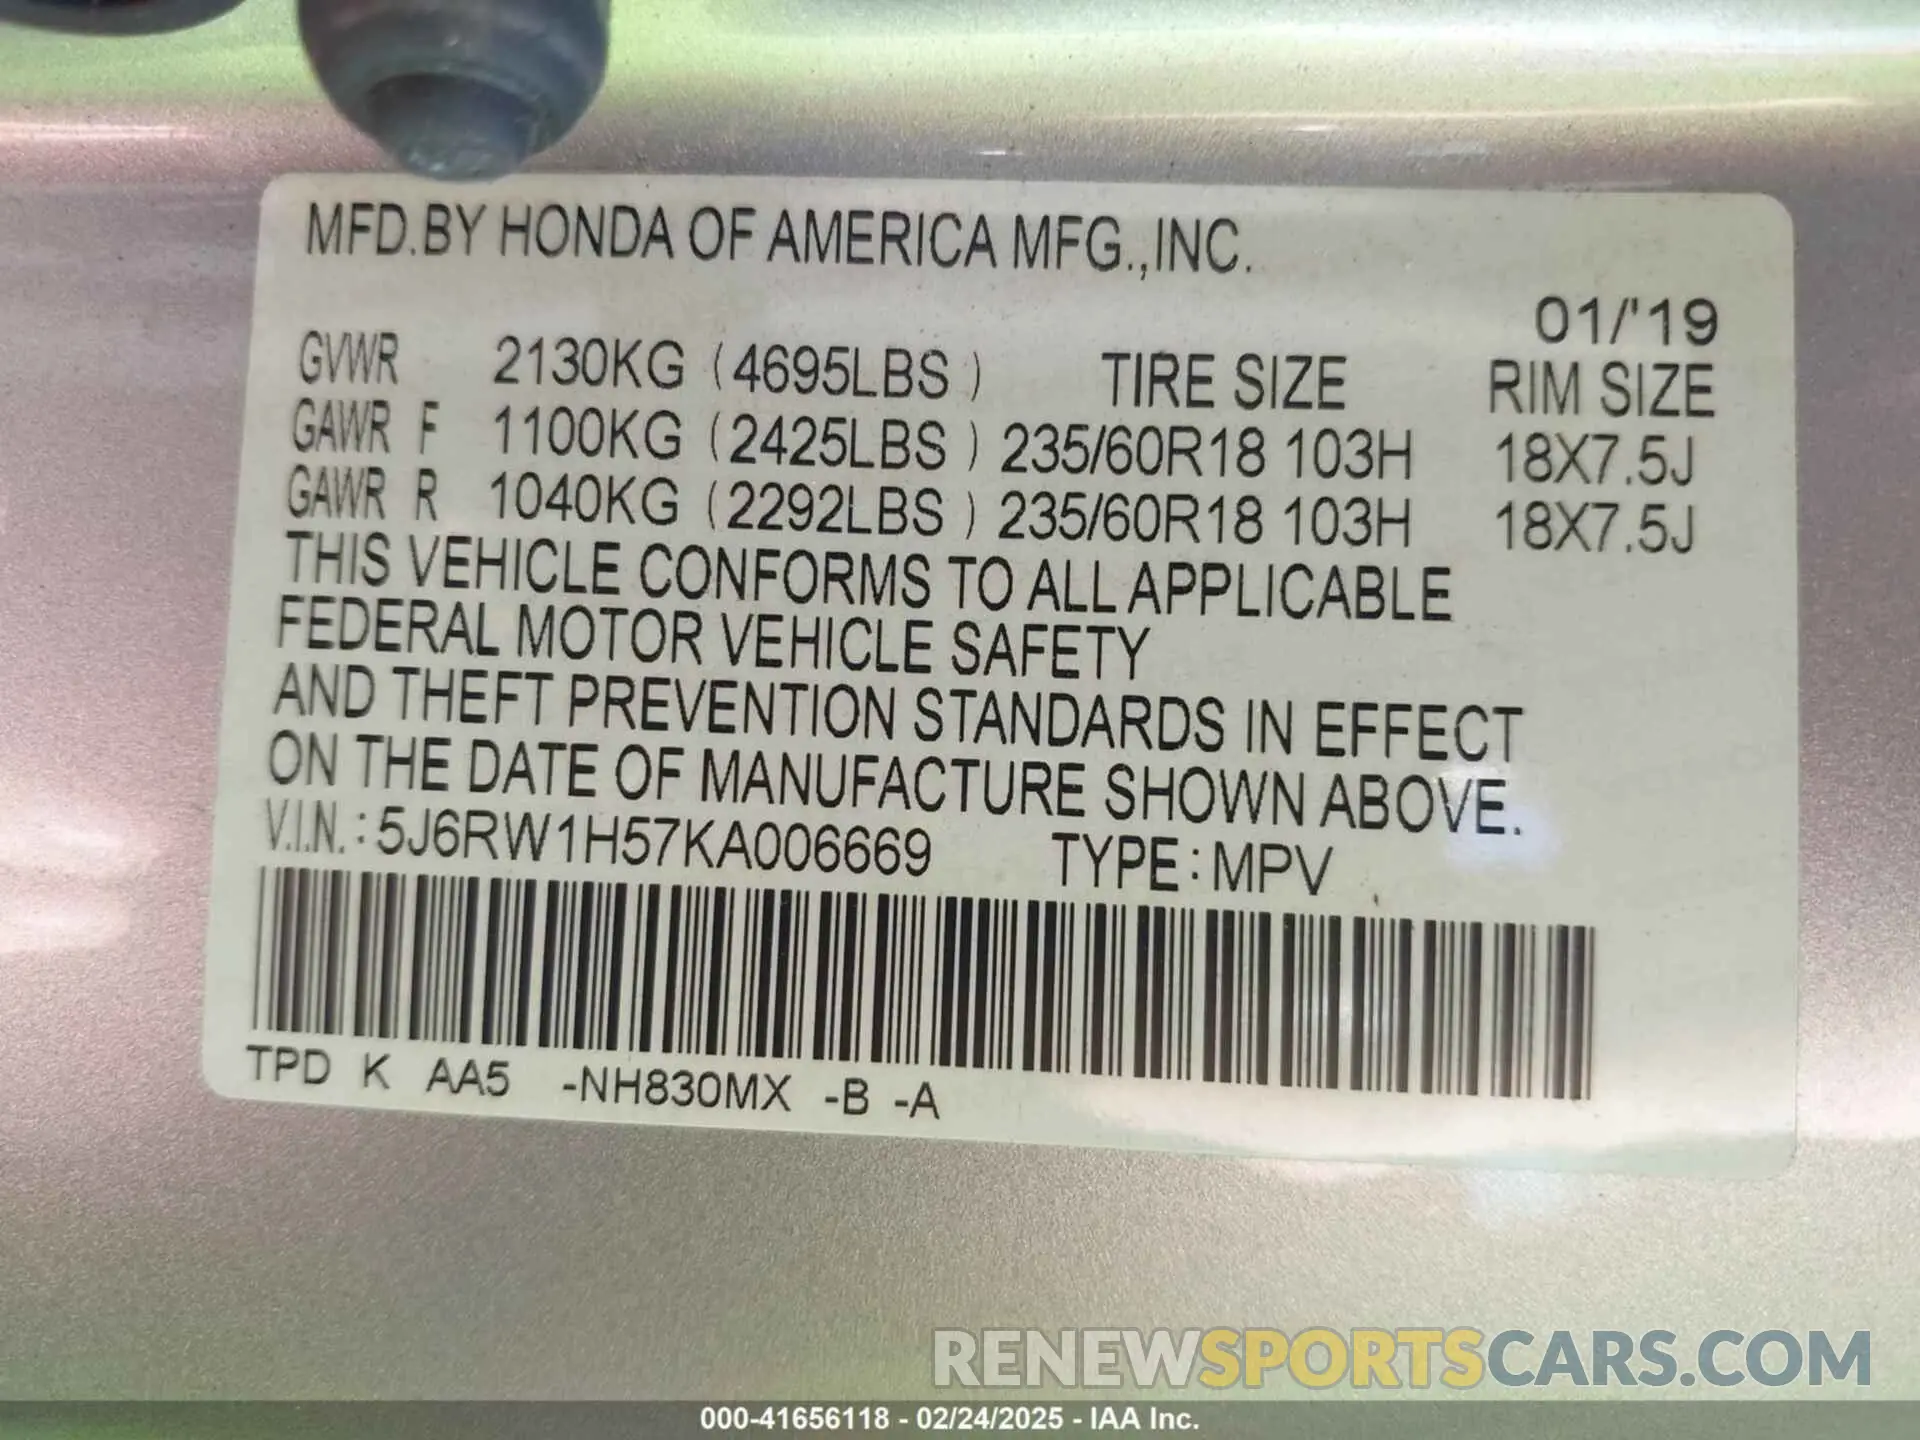 MFD.BY HONDA OF AMERICA MFG.,INC.
01/'19
GVWR 2130KG (4695LBS) TIRE SIZE RIM SIZE
GAWR F 1100KG (2425LBS) 235/60R18 103H 18X7.5J
GAWR R 1040KG (2292LBS) 235/60R18 103H 18X7.5J
THIS VEHICLE CONFORMS TO ALL APPLICABLE
FEDERAL MOTOR VEHICLE SAFETY
AND THEFT PREVENTION STANDARDS IN EFFECT
ON THE DATE OF MANUFACTURE SHOWN ABOVE.
V.I.N.: 5J6RW1H57KA006669 TYPE: MPV
TPD K AA5 -NH830MX -B -A
RENEWSPORTSCARS.COM
000-41656118 - 02/24/2025 - IAA Inc.